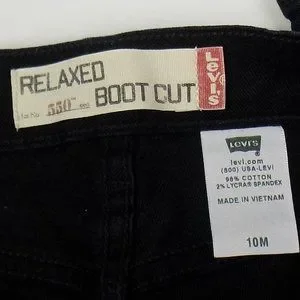 RELAXED
550™
BOOT CUT
Levi's
Levi's
levi.com
(800) USA-LEVI
98% COTTON
2% LYCRA® SPANDEX
MADE IN VIETNAM
10M